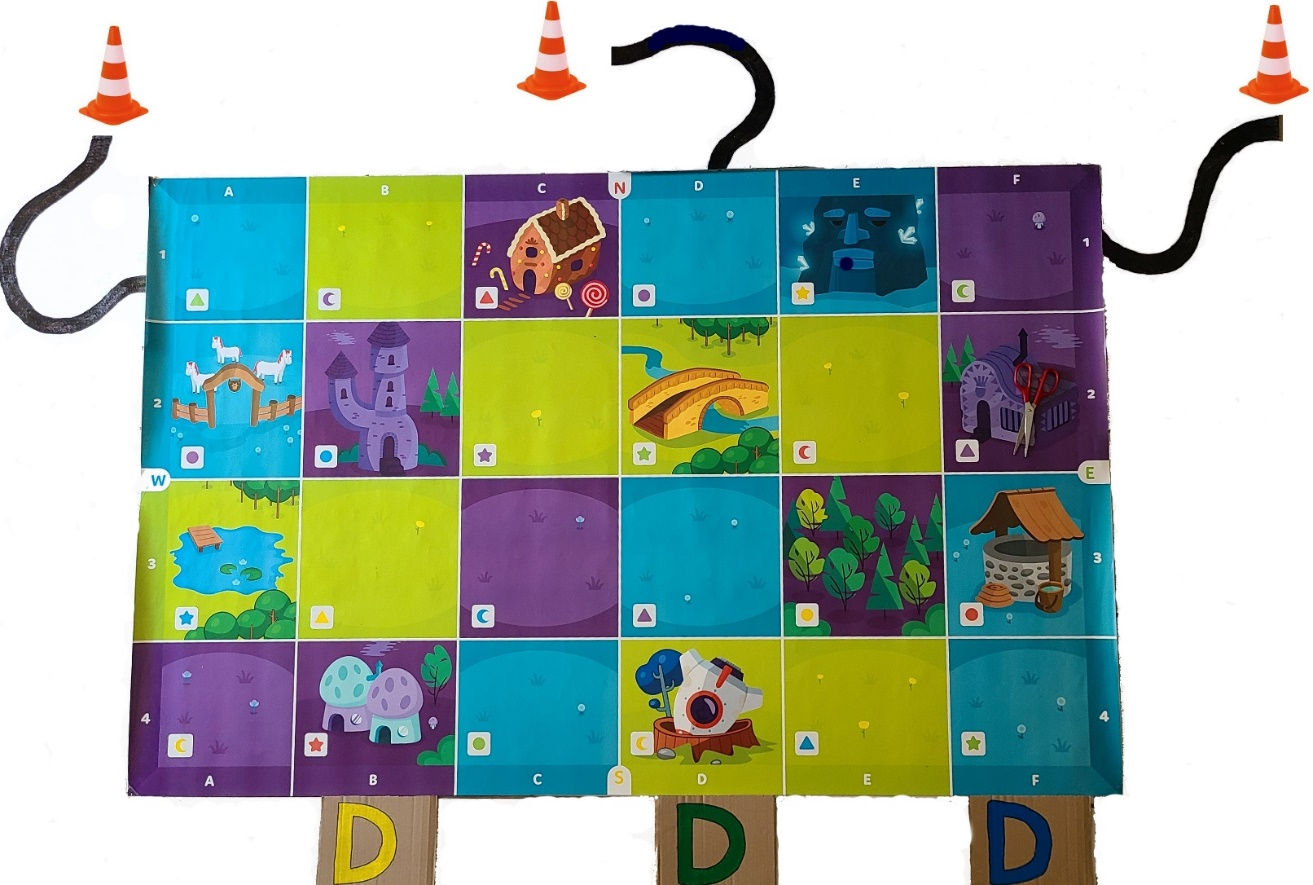 A B C N D E F
1 1
2 2
W E
3 3
4 4
A B C S D E F
D D D